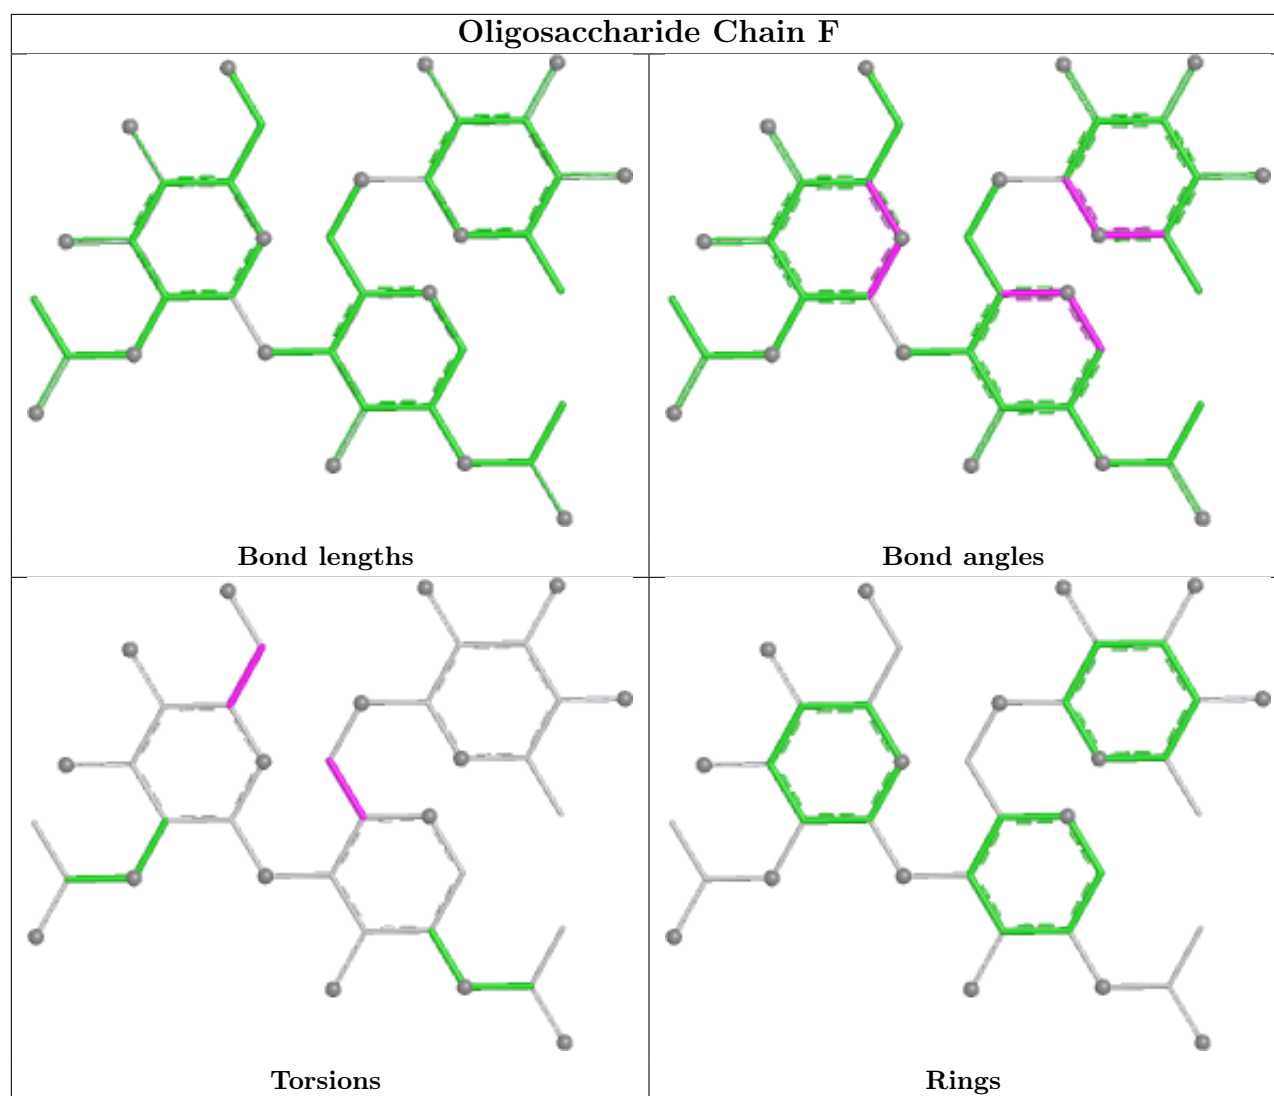 Oligosaccharide Chain F
Bond lengths
Bond angles
Torsions
Rings